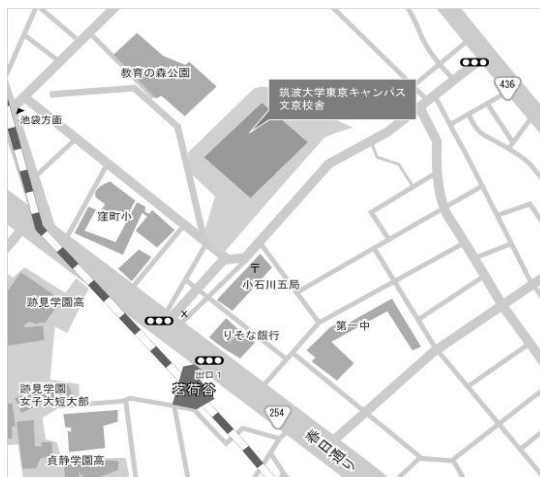 教育の森公園
筑波大学東京キャンパス
文京校舎
436
池袋方面
窪町小
〒
小石川五局
跡見学園高
X
りそな銀行
第一中
出口1
茗荷谷
跡見学園
女子大短大部
254
春日通り
貞静学園高